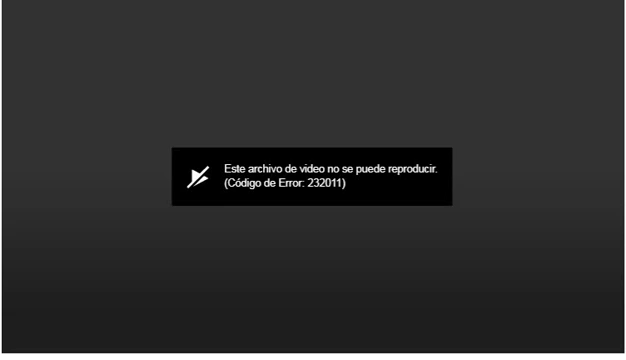 Este archivo de video no se puede reproducir.
(Código de Error: 232011)